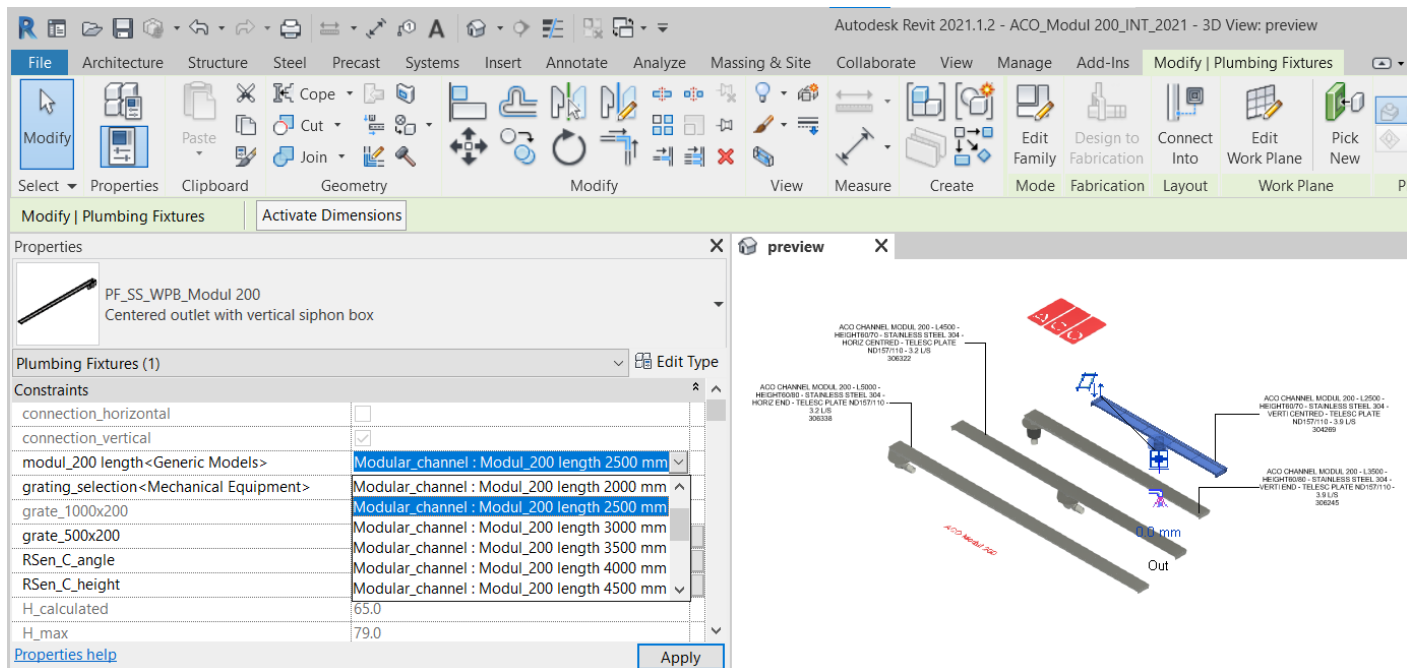 Autodesk Revit 2021.1.2 - ACO_Modul 200_INT_2021 - 3D View: preview
File Architecture Structure Steel Precast Systems Insert Annotate Analyze Massing & Site Collaborate View Manage Add-Ins Modify | Plumbing Fixtures
Modify
Paste
Cope
Cut
Join
Edit
Family
Design to
Fabrication
Connect
Into
Edit
Work Plane
Pick
New
Select Properties Clipboard Geometry Modify View Measure Create Mode Fabrication Layout Work Plane P
Modify | Plumbing Fixtures Activate Dimensions
Properties
PF_SS_WPB_Modul 200
Centered outlet with vertical siphon box
Plumbing Fixtures (1) Edit Type
Constraints
connection_horizontal
connection_vertical
modul_200 length<Generic Models> Modular_channel : Modul_200 length 2500 mm
grating_selection<Mechanical Equipment> Modular_channel : Modul_200 length 2000 mm
grate_1000x200 Modular_channel : Modul_200 length 2500 mm
grate_500x200 Modular_channel : Modul_200 length 3000 mm
RSen_C_angle Modular_channel : Modul_200 length 3500 mm
Modular_channel : Modul_200 length 4000 mm
RSen_C_height Modular_channel : Modul_200 length 4500 mm
H_calculated 65.0
H_max 79.0
Properties help Apply
preview
ACO
ACO CHANNEL MODUL 200 - L4500 -
HEIGHT60/70 - STAINLESS STEEL 304 -
HORIZ CENTRED - TELESC PLATE
ND157/110 - 3.2 L/S
306322
ACO CHANNEL MODUL 200 - L5000 -
HEIGHT60/80 - STAINLESS STEEL 304 -
HORIZ END - TELESC PLATE ND157/110 -
3.2 L/S
306338
ACO CHANNEL MODUL 200 - L2500 -
HEIGHT60/70 - STAINLESS STEEL 304 -
VERTI CENTRED - TELESC PLATE
ND157/110 - 3.9 L/S
304269
ACO CHANNEL MODUL 200 - L3500 -
HEIGHT60/80 - STAINLESS STEEL 304 -
VERTI END - TELESC PLATE ND157/110 -
3.9 L/S
306245
0.0 mm
Out
ACO Modul 200